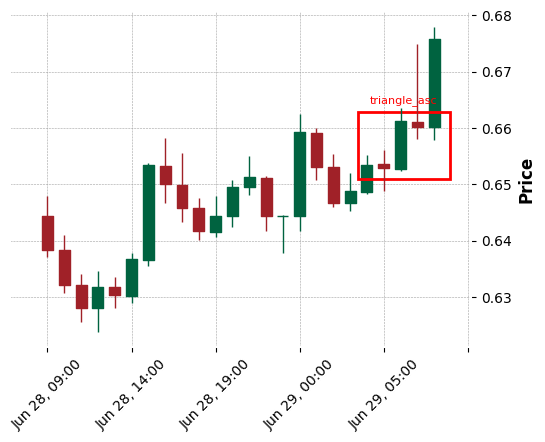 0.68
0.67
triangle_asc
0.66
0.65
0.64
0.63
Price
Jun 28, 09:00
Jun 28, 14:00
Jun 28, 19:00
Jun 29, 00:00
Jun 29, 05:00